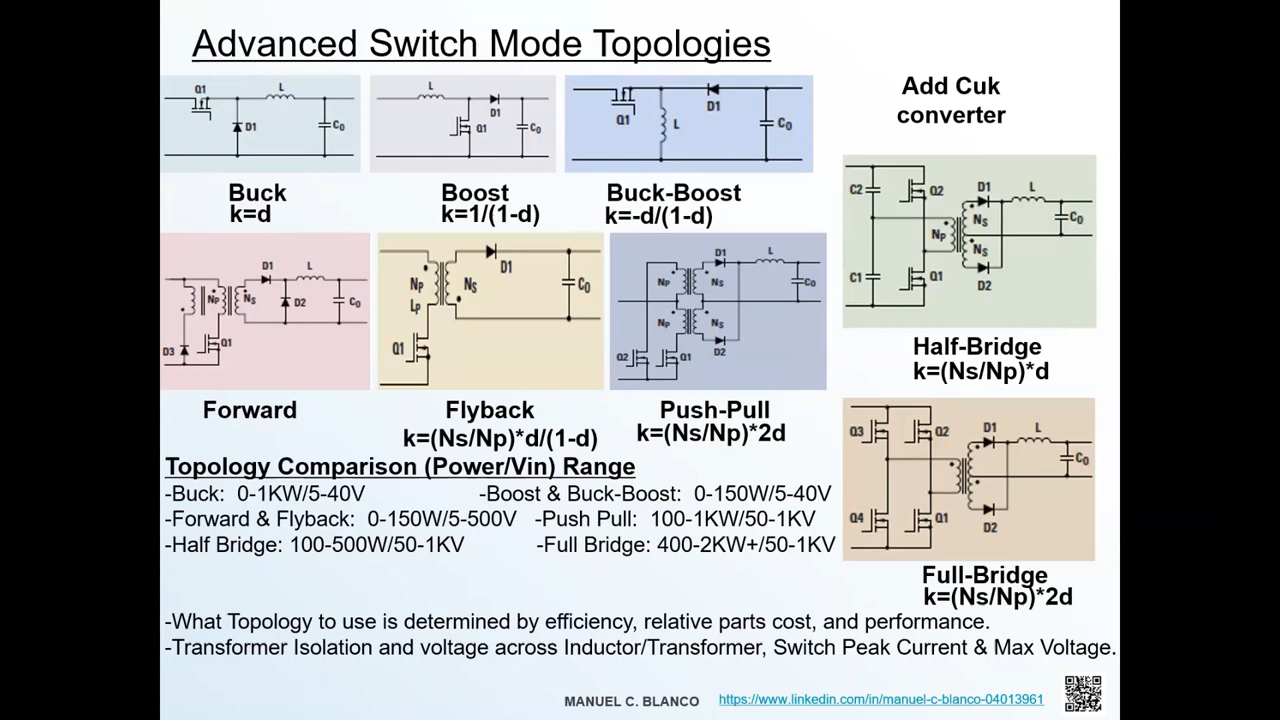 Advanced Switch Mode Topologies
Q1 L D1 C0
L D1 Q1 C0
Q1 L D1 C0
Add Cuk
converter
Buck
k=d
Boost
k=1/(1-d)
Buck-Boost
k=-d/(1-d)
C2 Q2 D1 L NS NP NS C0 C1 Q1 D2
Half-Bridge
k=(Ns/Np)*d
D1 L NP NS D2 C0 D3 Q1
D1 NP NS LP C0 Q1
D1 L NP NS C0 NP NS Q2 Q1 D2
Forward
Flyback
k=(Ns/Np)*d/(1-d)
Push-Pull
k=(Ns/Np)*2d
Q3 Q2 D1 L C0 Q4 Q1 D2
Full-Bridge
k=(Ns/Np)*2d
Topology Comparison (Power/Vin) Range
-Buck: 0-1KW/5-40V -Boost & Buck-Boost: 0-150W/5-40V
-Forward & Flyback: 0-150W/5-500V -Push Pull: 100-1KW/50-1KV
-Half Bridge: 100-500W/50-1KV -Full Bridge: 400-2KW+/50-1KV
-What Topology to use is determined by efficiency, relative parts cost, and performance.
-Transformer Isolation and voltage across Inductor/Transformer, Switch Peak Current & Max Voltage.
MANUEL C. BLANCO https://www.linkedin.com/in/manuel-c-blanco-04013961